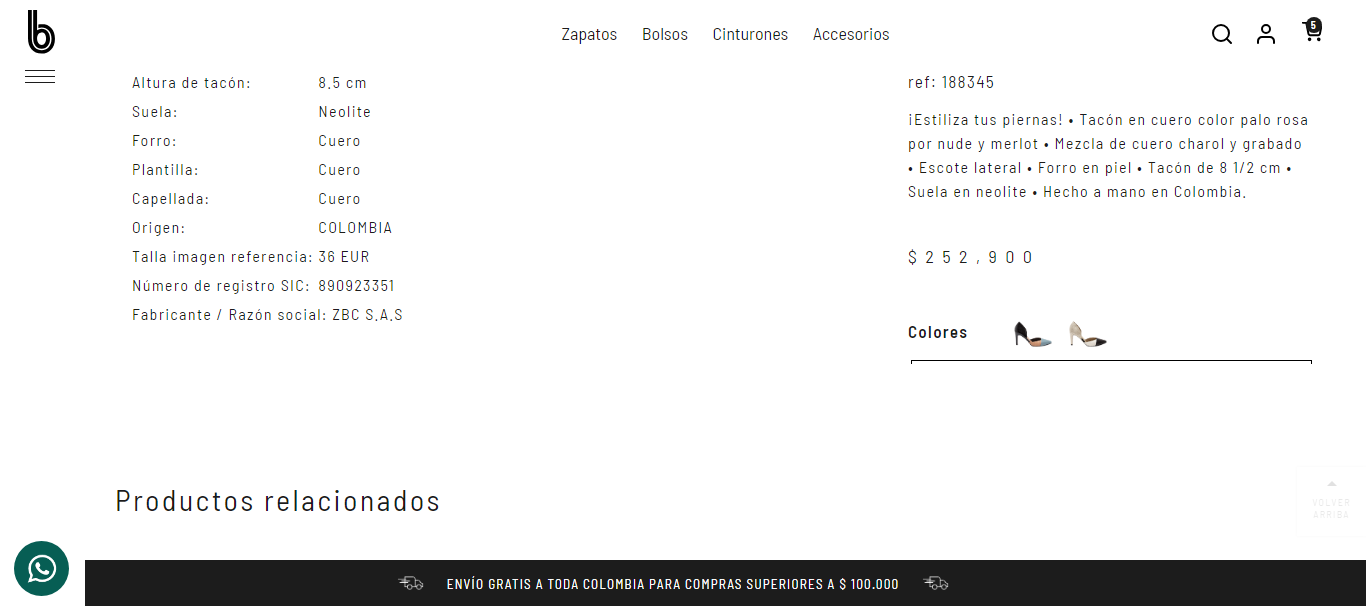 b
Zapatos Bolsos Cinturones Accesorios
5
Altura de tacón: 8.5 cm
Suela: Neolite
Forro: Cuero
Plantilla: Cuero
Capellada: Cuero
Origen: COLOMBIA
Talla imagen referencia: 36 EUR
Número de registro SIC: 890923351
Fabricante / Razón social: ZBC S.A.S
ref: 188345
¡Estiliza tus piernas! • Tacón en cuero color palo rosa
por nude y merlot • Mezcla de cuero charol y grabado
• Escote lateral • Forro en piel • Tacón de 8 1/2 cm •
Suela en neolite • Hecho a mano en Colombia.
$252,900
Colores
Productos relacionados
VOLVER
ARRIBA
ENVÍO GRATIS A TODA COLOMBIA PARA COMPRAS SUPERIORES A $ 100.000